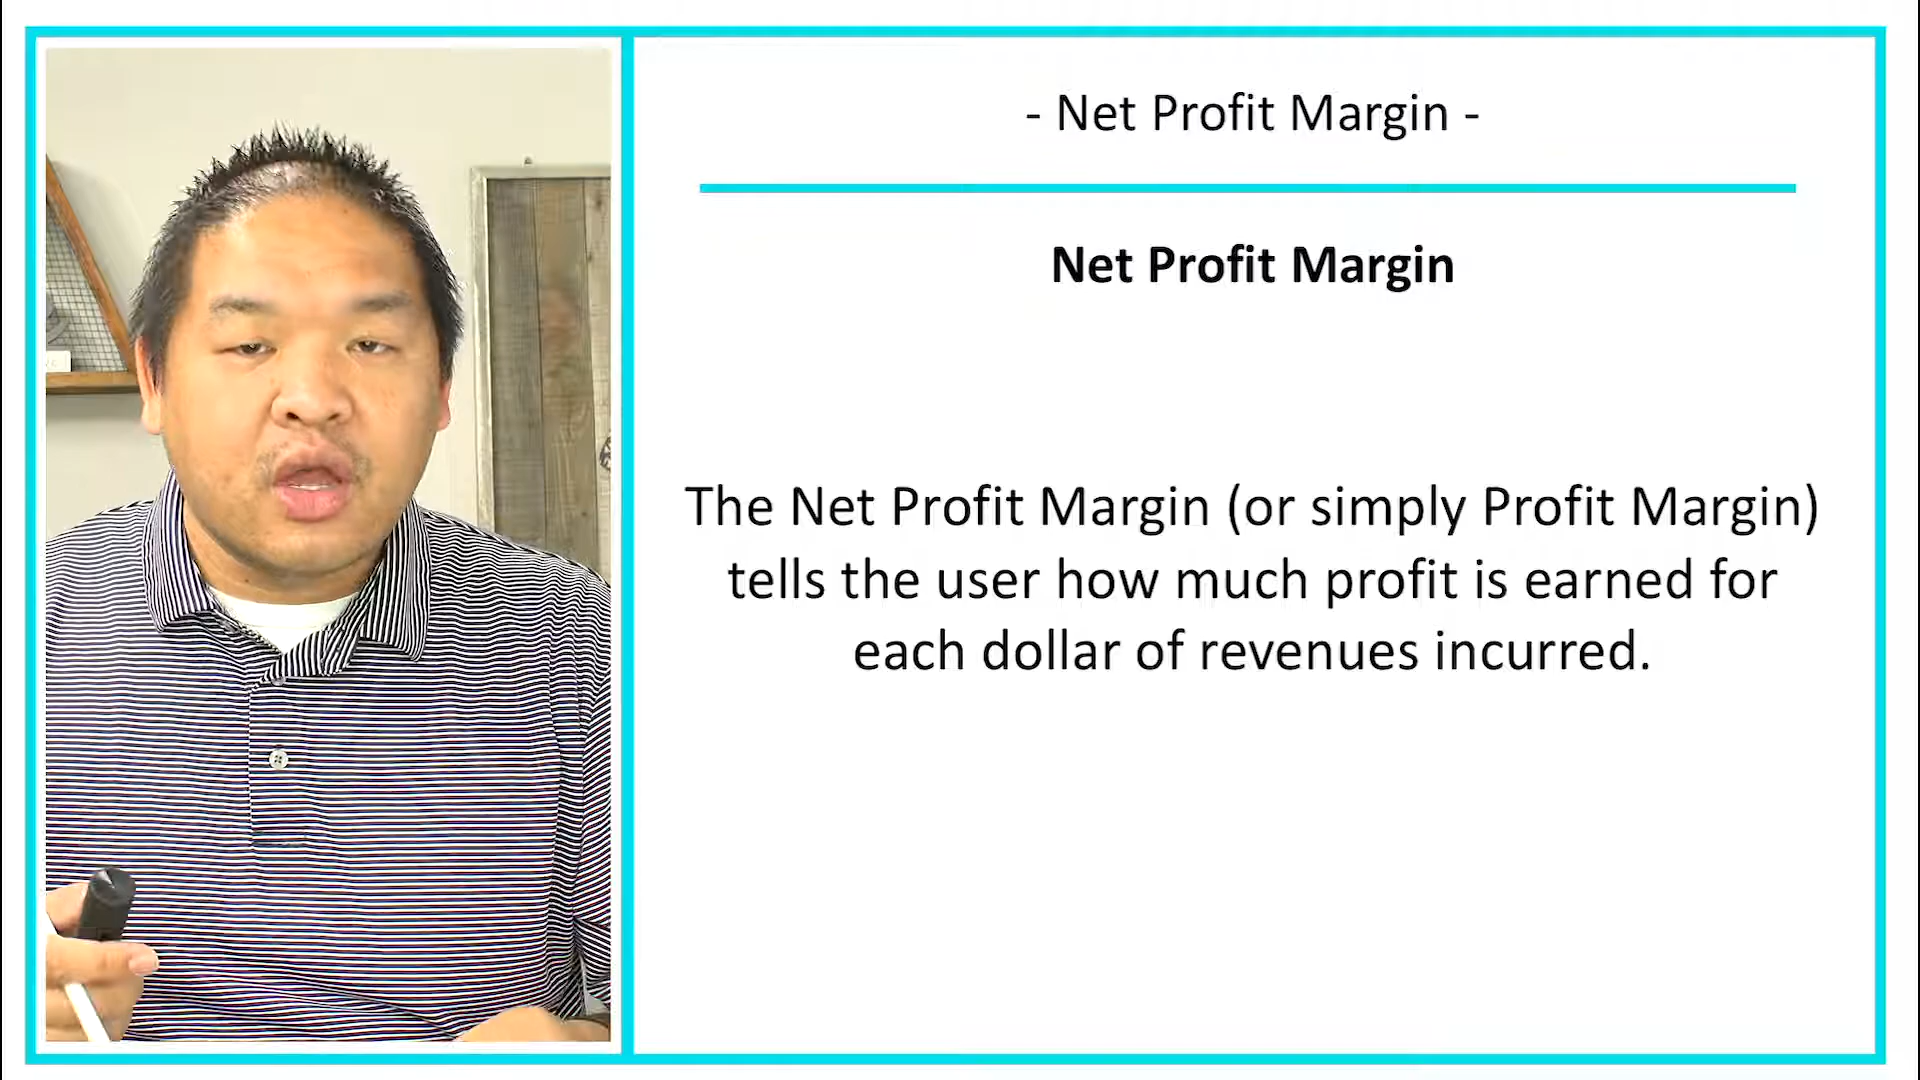 - Net Profit Margin -
Net Profit Margin
The Net Profit Margin (or simply Profit Margin)
tells the user how much profit is earned for
each dollar of revenues incurred.